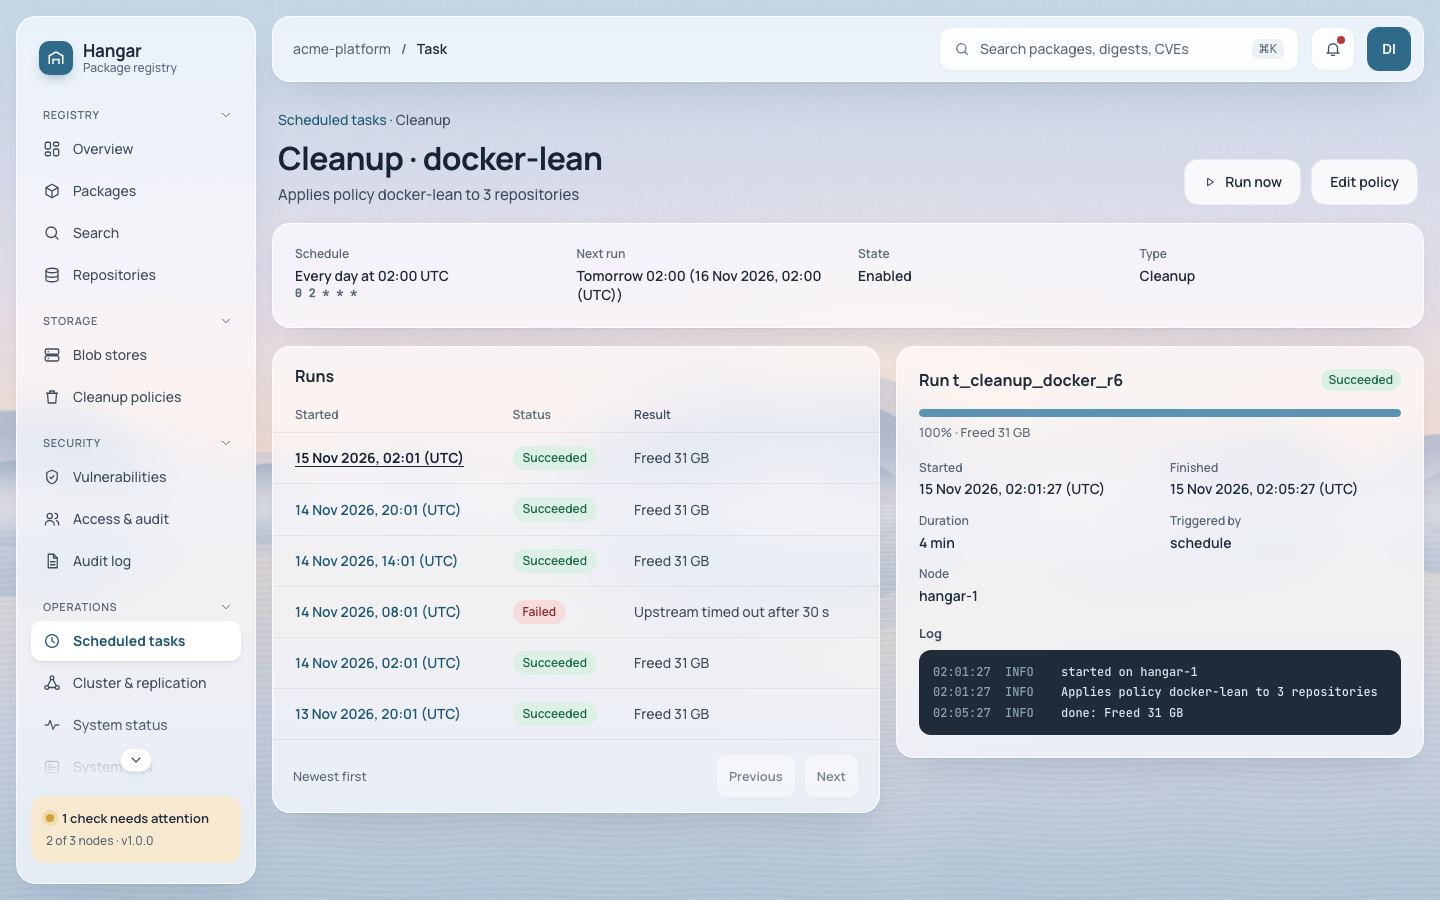 Hangar
Package registry
REGISTRY
Overview
Packages
Search
Repositories
STORAGE
Blob stores
Cleanup policies
SECURITY
Vulnerabilities
Access & audit
Audit log
OPERATIONS
Scheduled tasks
Cluster & replication
System status
System
1 check needs attention
2 of 3 nodes · v1.0.0
acme-platform / Task
Search packages, digests, CVEs
⌘K
DI
Scheduled tasks · Cleanup
Cleanup · docker-lean
Applies policy docker-lean to 3 repositories
Run now
Edit policy
Schedule
Every day at 02:00 UTC
0 2 * * *
Next run
Tomorrow 02:00 (16 Nov 2026, 02:00
(UTC))
State
Enabled
Type
Cleanup
Runs
Started Status Result
15 Nov 2026, 02:01 (UTC) Succeeded Freed 31 GB
14 Nov 2026, 20:01 (UTC) Succeeded Freed 31 GB
14 Nov 2026, 14:01 (UTC) Succeeded Freed 31 GB
14 Nov 2026, 08:01 (UTC) Failed Upstream timed out after 30 s
14 Nov 2026, 02:01 (UTC) Succeeded Freed 31 GB
13 Nov 2026, 20:01 (UTC) Succeeded Freed 31 GB
Newest first
Previous
Next
Run t_cleanup_docker_r6
Succeeded
100% · Freed 31 GB
Started
15 Nov 2026, 02:01:27 (UTC)
Finished
15 Nov 2026, 02:05:27 (UTC)
Duration
4 min
Triggered by
schedule
Node
hangar-1
Log
02:01:27 INFO started on hangar-1
02:01:27 INFO Applies policy docker-lean to 3 repositories
02:05:27 INFO done: Freed 31 GB